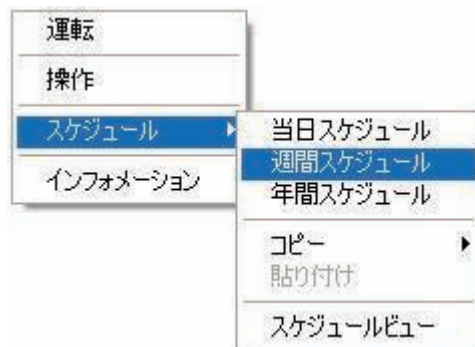 運転
操作
スケジュール
インフォメーション
当日スケジュール
週間スケジュール
年間スケジュール
コピー
貼り付け
スケジュールビュー